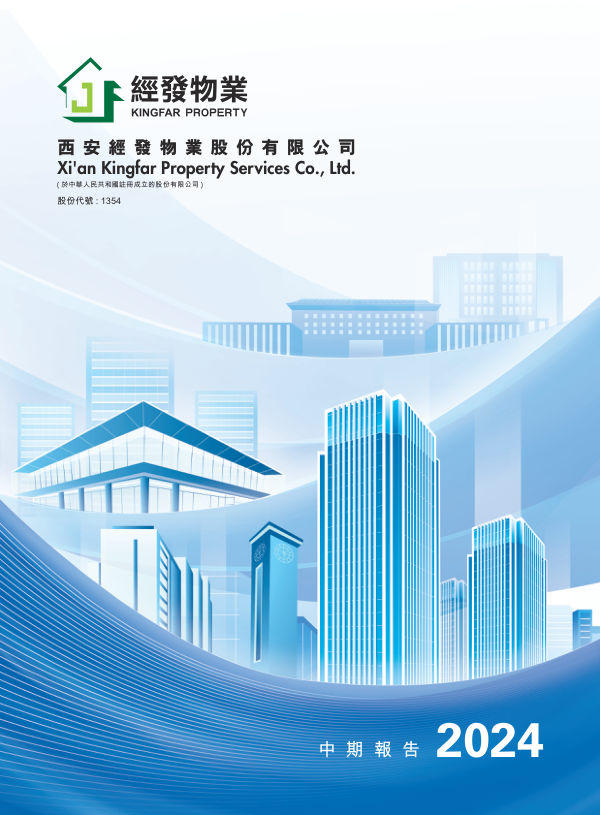 經發物業
KINGFAR PROPERTY
西安經發物業股份有限公司
Xi'an Kingfar Property Services Co., Ltd.
(於中華人民共和國註冊成立的股份有限公司)
股份代號 : 1354
中期報告 2024